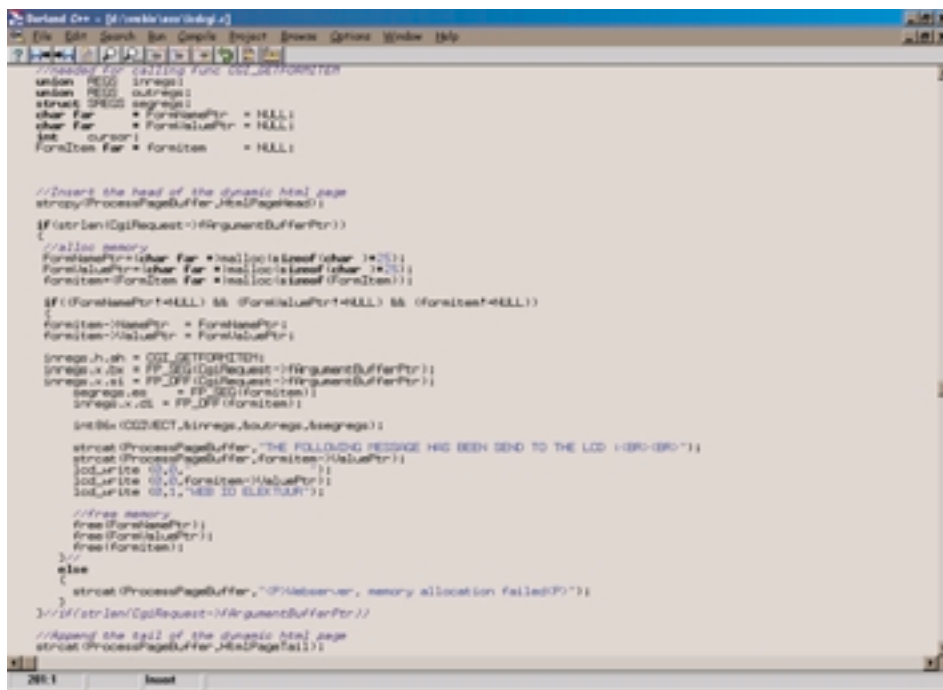 Borland C++ - [d:\
File Edit Search Run Compile Project Browse Options Window Help
//needed for calling func CGI_GETFORMITEM
union REGS inregs;
union REGS outregs;
struct SREGS segregs;
char far * FormNamePtr = NULL;
char far * FormValuePtr = NULL;
int cursor;
FormItem far * formitem = NULL;
//Insert the head of the dynamic html page
strcpy(ProcessPageBuffer,HtmlPageHead);
if(strlen(CgiRequest->fArgumentBufferPtr))
{
//alloc memory
FormNamePtr=(char far *)malloc(sizeof(char )*25);
FormValuePtr=(char far *)malloc(sizeof(char )*25);
formitem=(FormItem far *)malloc(sizeof(FormItem));
if((FormNamePtr!=NULL) && (FormValuePtr!=NULL) && (formitem!=NULL))
{
formitem->NamePtr = FormNamePtr;
formitem->ValuePtr = FormValuePtr;
inregs.h.ah = CGI_GETFORMITEM;
inregs.x.bx = FP_SEG(CgiRequest->fArgumentBufferPtr);
inregs.x.si = FP_OFF(CgiRequest->fArgumentBufferPtr);
segregs.es = FP_SEG(formitem);
inregs.x.di = FP_OFF(formitem);
int86x(CGIVECT,&inregs,&outregs,&segregs);
strcat(ProcessPageBuffer,"THE FOLLOWING MESSAGE HAS BEEN SEND TO THE LCD :<BR><BR>");
strcat(ProcessPageBuffer,formitem->ValuePtr);
lcd_write (0,0," ");
lcd_write (0,0,formitem->ValuePtr);
lcd_write (0,1,"WEB IO ELEKTUUR");
//free memory
free(FormNamePtr);
free(FormValuePtr);
free(formitem);
}//
else
{
strcat(ProcessPageBuffer,"<P>Webserver, memory allocation failed<P>");
}
}//if(strlen(CgiRequest->fArgumentBufferPtr))
//Append the tail of the dynamic html page
strcat(ProcessPageBuffer,HtmlPageTail);
201:1 Insert